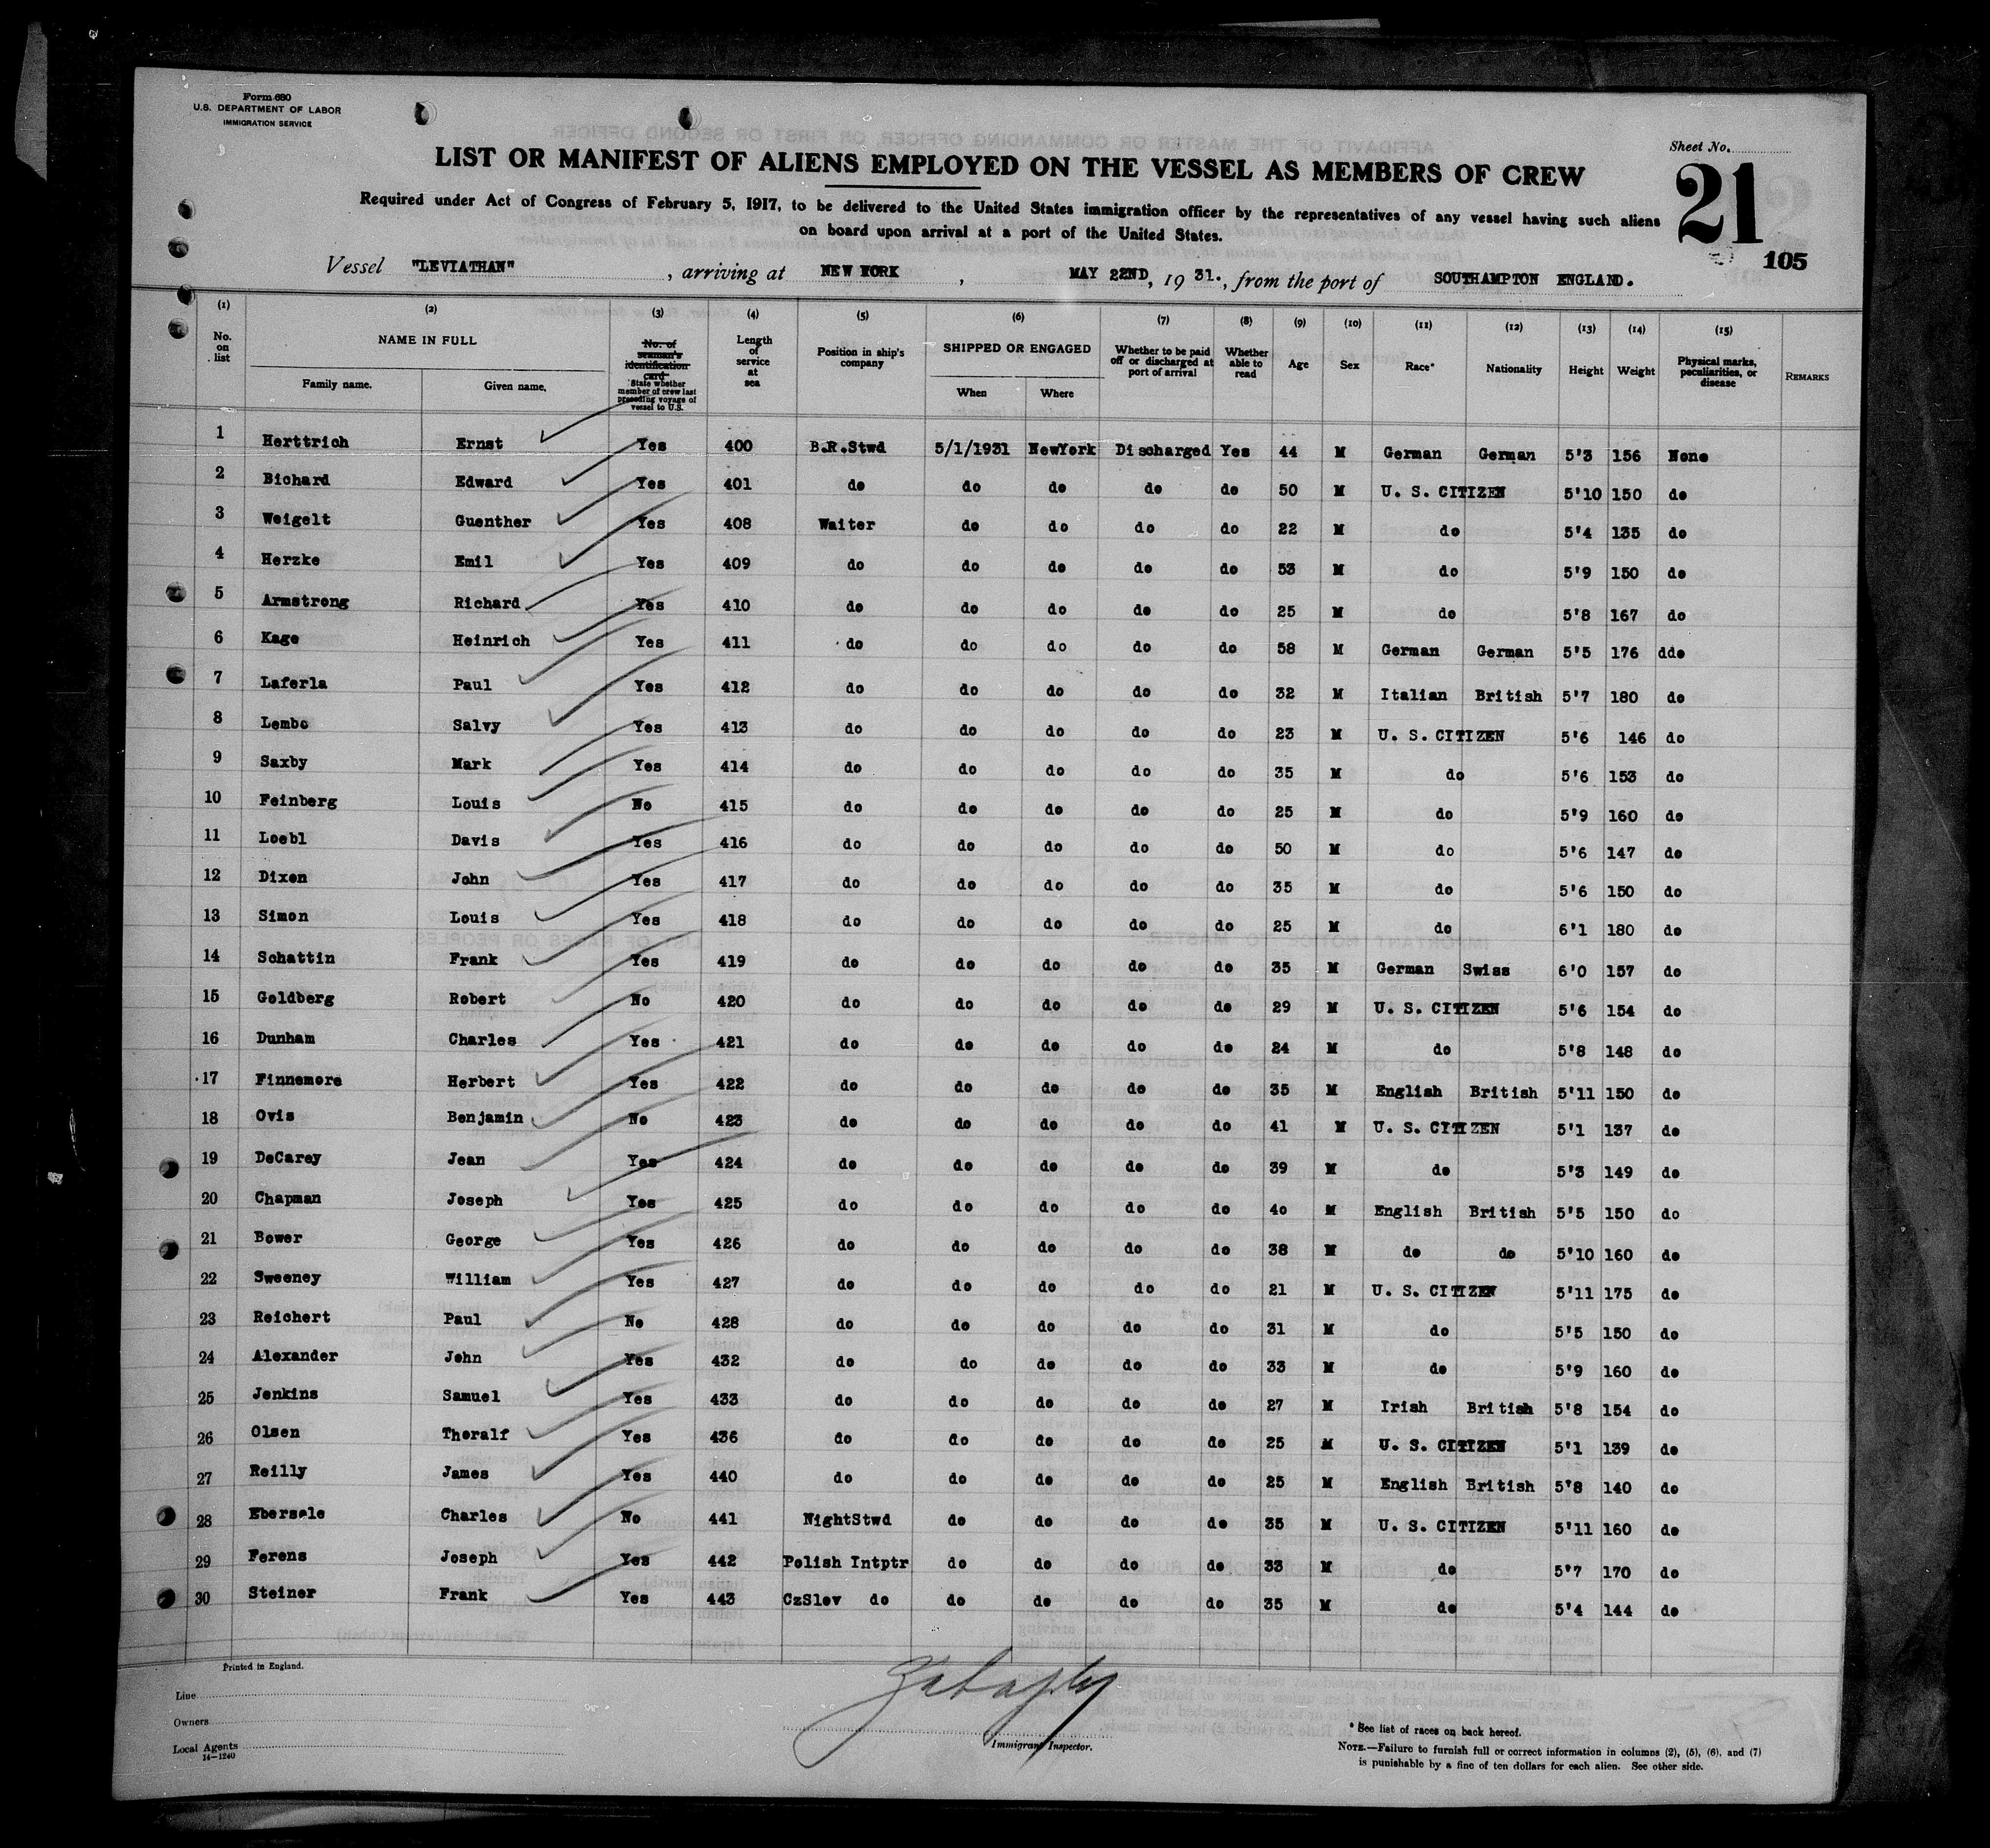 Form 680
U.S. DEPARTMENT OF LABOR
IMMIGRATION SERVICE
Sheet No.
21
105
LIST OR MANIFEST OF ALIENS EMPLOYED ON THE VESSEL AS MEMBERS OF CREW
Required under Act of Congress of February 5, 1917, to be delivered to the United States immigration officer by the representatives of any vessel having such aliens
on board upon arrival at a port of the United States.
Vessel "LEVIATHAN", arriving at NEW YORK, MAY 22ND, 19 31., from the port of SOUTHAMPTON ENGLAND.
(1) (2) (3) (4) (5) (6) (7) (8) (9) (10) (11) (12) (13) (14) (15)
No. on list NAME IN FULL Family name. Given name. No. of seaman's identification card State whether member of crew last preceding voyage of vessel to U.S. Length of service at sea Position in ship's company SHIPPED OR ENGAGED When Where Whether to be paid off or discharged at port of arrival Whether able to read Age Sex Race* Nationality Height Weight Physical marks, peculiarities, or disease REMARKS
1 Herttrich Ernst Yes 400 B.R.Stwd 5/1/1931 NewYork Discharged Yes 44 M German German 5'3 156 None
2 Bichard Edward Yes 401 do do do do do 50 M U. S. CITIZEN 5'10 150 do
3 Weigelt Guenther Yes 408 Waiter do do do do 22 M do 5'4 135 do
4 Herzke Emil Yes 409 do do do do do 53 M do 5'9 150 do
5 Armstrong Richard Yes 410 do do do do do 25 M do 5'8 167 do
6 Kage Heinrich Yes 411 do do do do do 58 M German German 5'5 176 ddo
7 Laferla Paul Yes 412 do do do do do 32 M Italian British 5'7 180 do
8 Lembo Salvy Yes 413 do do do do do 23 M U. S. CITIZEN 5'6 146 do
9 Saxby Mark Yes 414 do do do do do 35 M do 5'6 153 do
10 Feinberg Louis No 415 do do do do do 25 M do 5'9 160 do
11 Loebl Davis Yes 416 do do do do do 50 M do 5'6 147 do
12 Dixon John Yes 417 do do do do do 35 M do 5'6 150 do
13 Simon Louis Yes 418 do do do do do 25 M do 6'1 180 do
14 Schattin Frank Yes 419 do do do do do 35 M German Swiss 6'0 157 do
15 Goldberg Robert No 420 do do do do do 29 M U. S. CITIZEN 5'6 154 do
16 Dunham Charles Yes 421 do do do do do 24 M do 5'8 148 do
17 Finnemore Herbert Yes 422 do do do do do 35 M English British 5'11 150 do
18 Ovis Benjamin No 423 do do do do do 41 M U. S. CITIZEN 5'1 137 do
19 DeCarey Jean Yes 424 do do do do do 39 M do 5'3 149 do
20 Chapman Joseph Yes 425 do do do do do 40 M English British 5'5 150 do
21 Bower George Yes 426 do do do do do 38 M do do 5'10 160 do
22 Sweeney William Yes 427 do do do do do 21 M U. S. CITIZEN 5'11 175 do
23 Reichert Paul No 428 do do do do do 31 M do 5'5 150 do
24 Alexander John Yes 432 do do do do do 33 M do 5'9 160 do
25 Jenkins Samuel Yes 433 do do do do do 27 M Irish British 5'8 154 do
26 Olsen Thoralf Yes 436 do do do do do 25 M U. S. CITIZEN 5'1 139 do
27 Reilly James Yes 440 do do do do do 25 M English British 5'8 140 do
28 Ebersole Charles No 441 NightStwd do do do do 35 M U. S. CITIZEN 5'11 160 do
29 Ferens Joseph Yes 442 Polish Intptr do do do do 33 M do 5'7 170 do
30 Steiner Frank Yes 443 CzSlov do do do do do 35 M do 5'4 144 do
Printed in England.
Line
Owners
Local Agents
14—1240
Immigrant Inspector.
* See list of races on back hereof.
NOTE.—Failure to furnish full or correct information in columns (2), (5), (6), and (7)
is punishable by a fine of ten dollars for each alien. See other side.